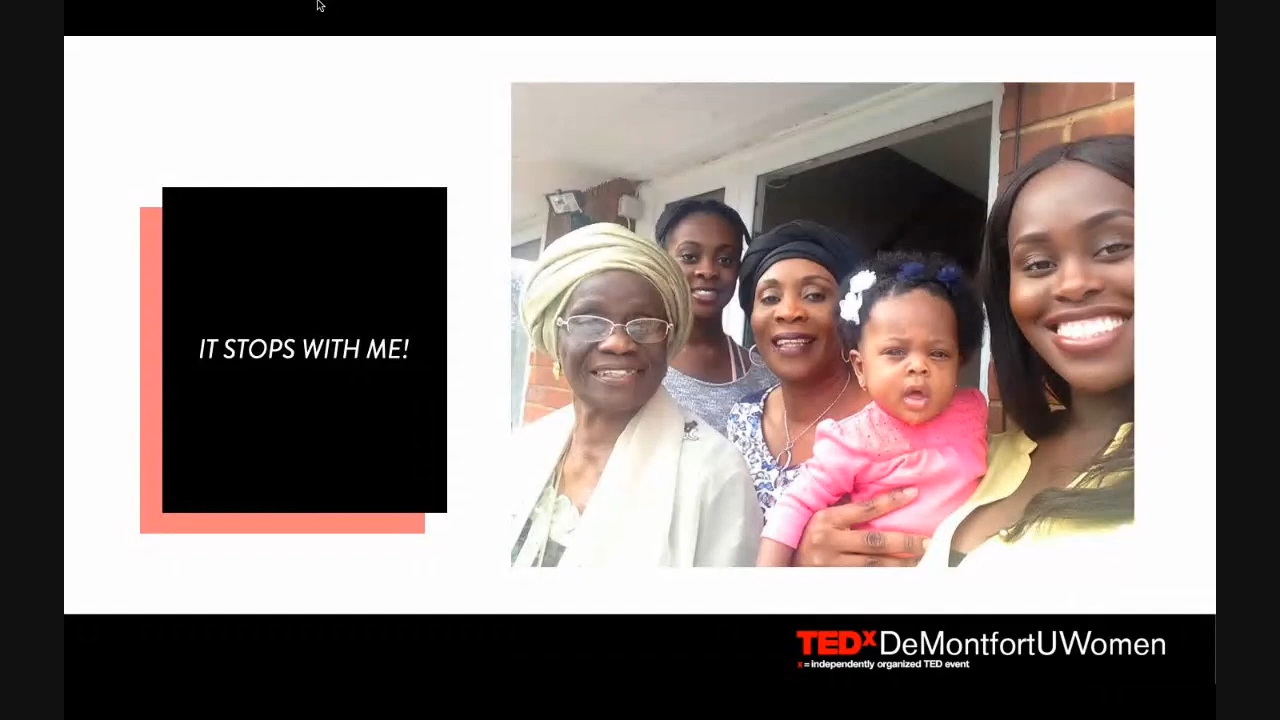 IT STOPS WITH ME!
TEDxDeMontfortUWomen
x = independently organized TED event